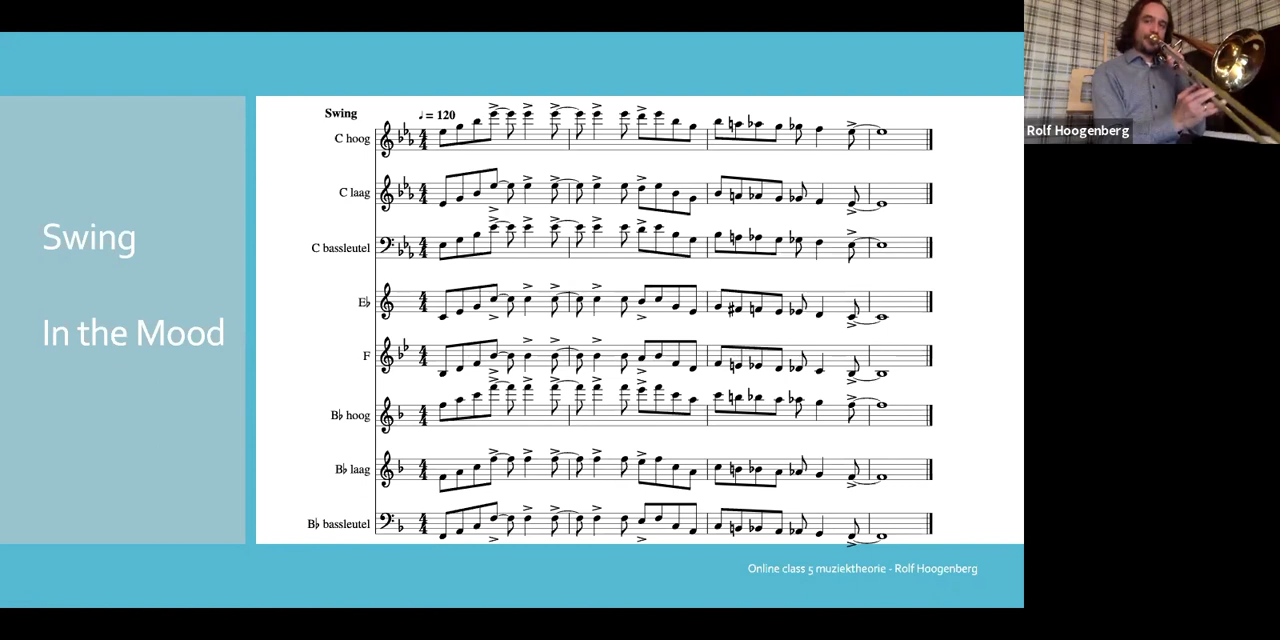 Swing
In the Mood
Swing
♩ = 120
C hoog
C laag
C bassleutel
E♭
F
B♭ hoog
B♭ laag
B♭ bassleutel
Online class 5 muziektheorie - Rolf Hoogenberg
Rolf Hoogenberg